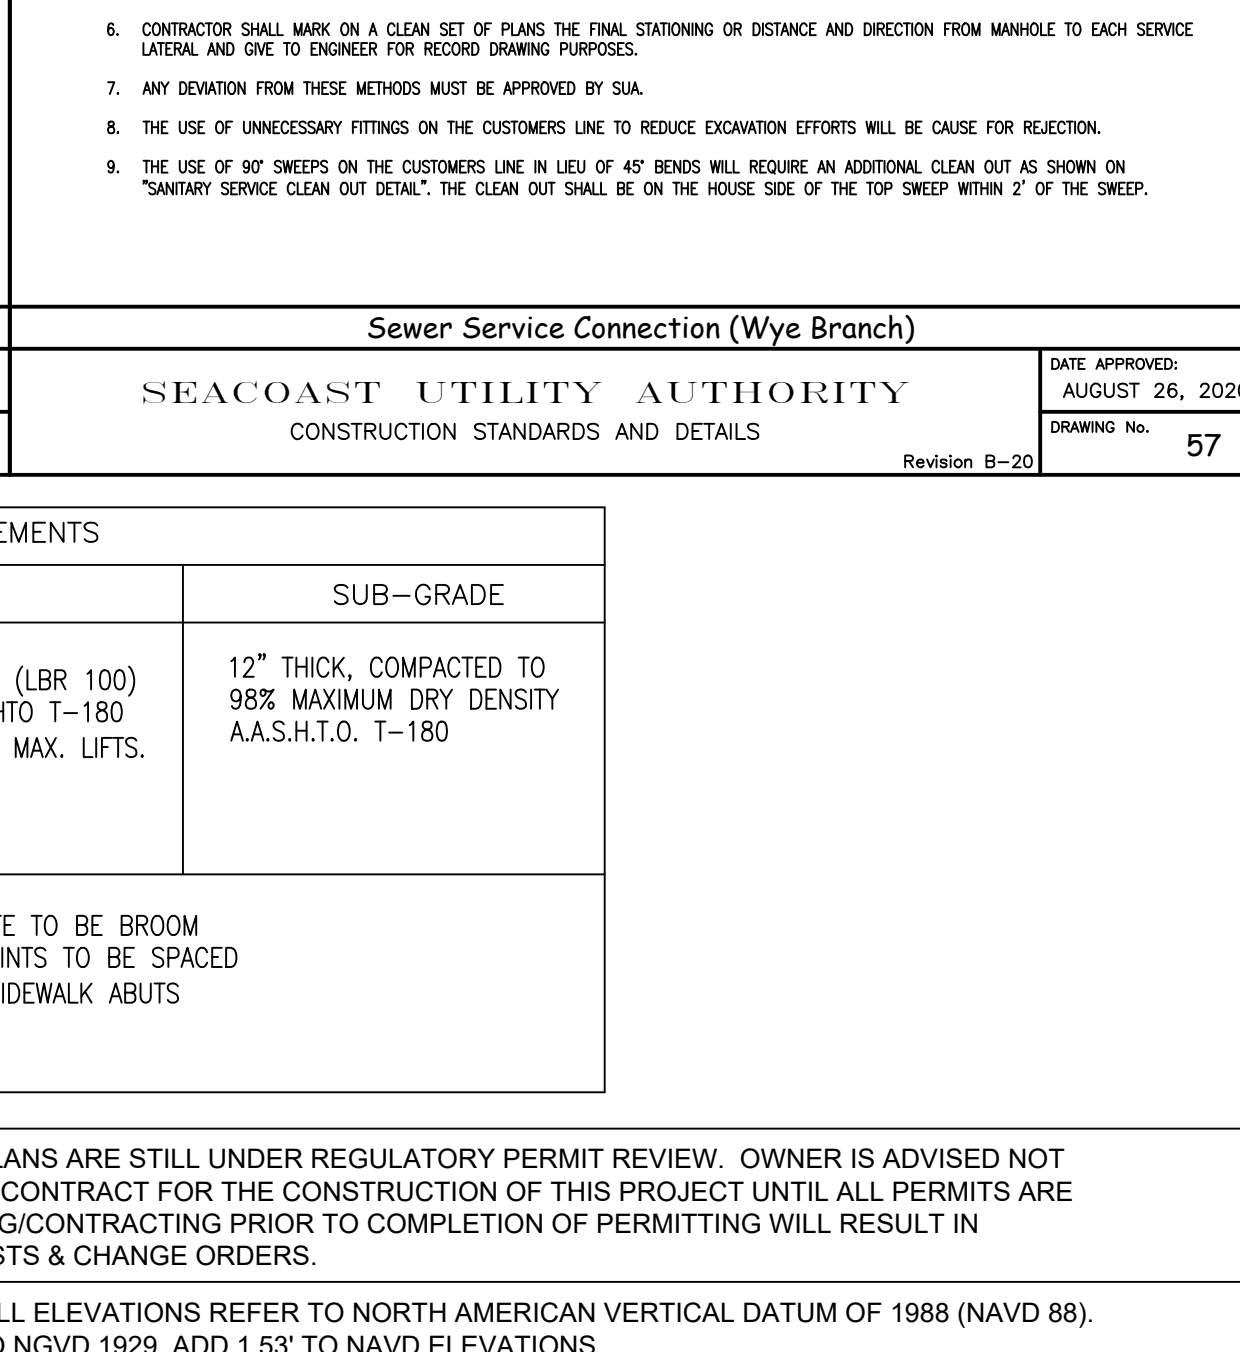 6. CONTRACTOR SHALL MARK ON A CLEAN SET OF PLANS THE FINAL STATIONING OR DISTANCE AND DIRECTION FROM MANHOLE TO EACH SERVICE
LATERAL AND GIVE TO ENGINEER FOR RECORD DRAWING PURPOSES.
7. ANY DEVIATION FROM THESE METHODS MUST BE APPROVED BY SUA.
8. THE USE OF UNNECESSARY FITTINGS ON THE CUSTOMERS LINE TO REDUCE EXCAVATION EFFORTS WILL BE CAUSE FOR REJECTION.
9. THE USE OF 90° SWEEPS ON THE CUSTOMERS LINE IN LIEU OF 45° BENDS WILL REQUIRE AN ADDITIONAL CLEAN OUT AS SHOWN ON
"SANITARY SERVICE CLEAN OUT DETAIL". THE CLEAN OUT SHALL BE ON THE HOUSE SIDE OF THE TOP SWEEP WITHIN 2' OF THE SWEEP.
Sewer Service Connection (Wye Branch)
SEACOAST UTILITY AUTHORITY
CONSTRUCTION STANDARDS AND DETAILS
Revision B-20
DATE APPROVED:
AUGUST 26, 2020
DRAWING No.
57
EMENTS
SUB-GRADE
(LBR 100)
HTO T-180
MAX. LIFTS.
12" THICK, COMPACTED TO
98% MAXIMUM DRY DENSITY
A.A.S.H.T.O. T-180
TE TO BE BROOM
INTS TO BE SPACED
IDEWALK ABUTS
LANS ARE STILL UNDER REGULATORY PERMIT REVIEW. OWNER IS ADVISED NOT
CONTRACT FOR THE CONSTRUCTION OF THIS PROJECT UNTIL ALL PERMITS ARE
G/CONTRACTING PRIOR TO COMPLETION OF PERMITTING WILL RESULT IN
STS & CHANGE ORDERS.
LL ELEVATIONS REFER TO NORTH AMERICAN VERTICAL DATUM OF 1988 (NAVD 88).
O NGVD 1929, ADD 1.53' TO NAVD ELEVATIONS